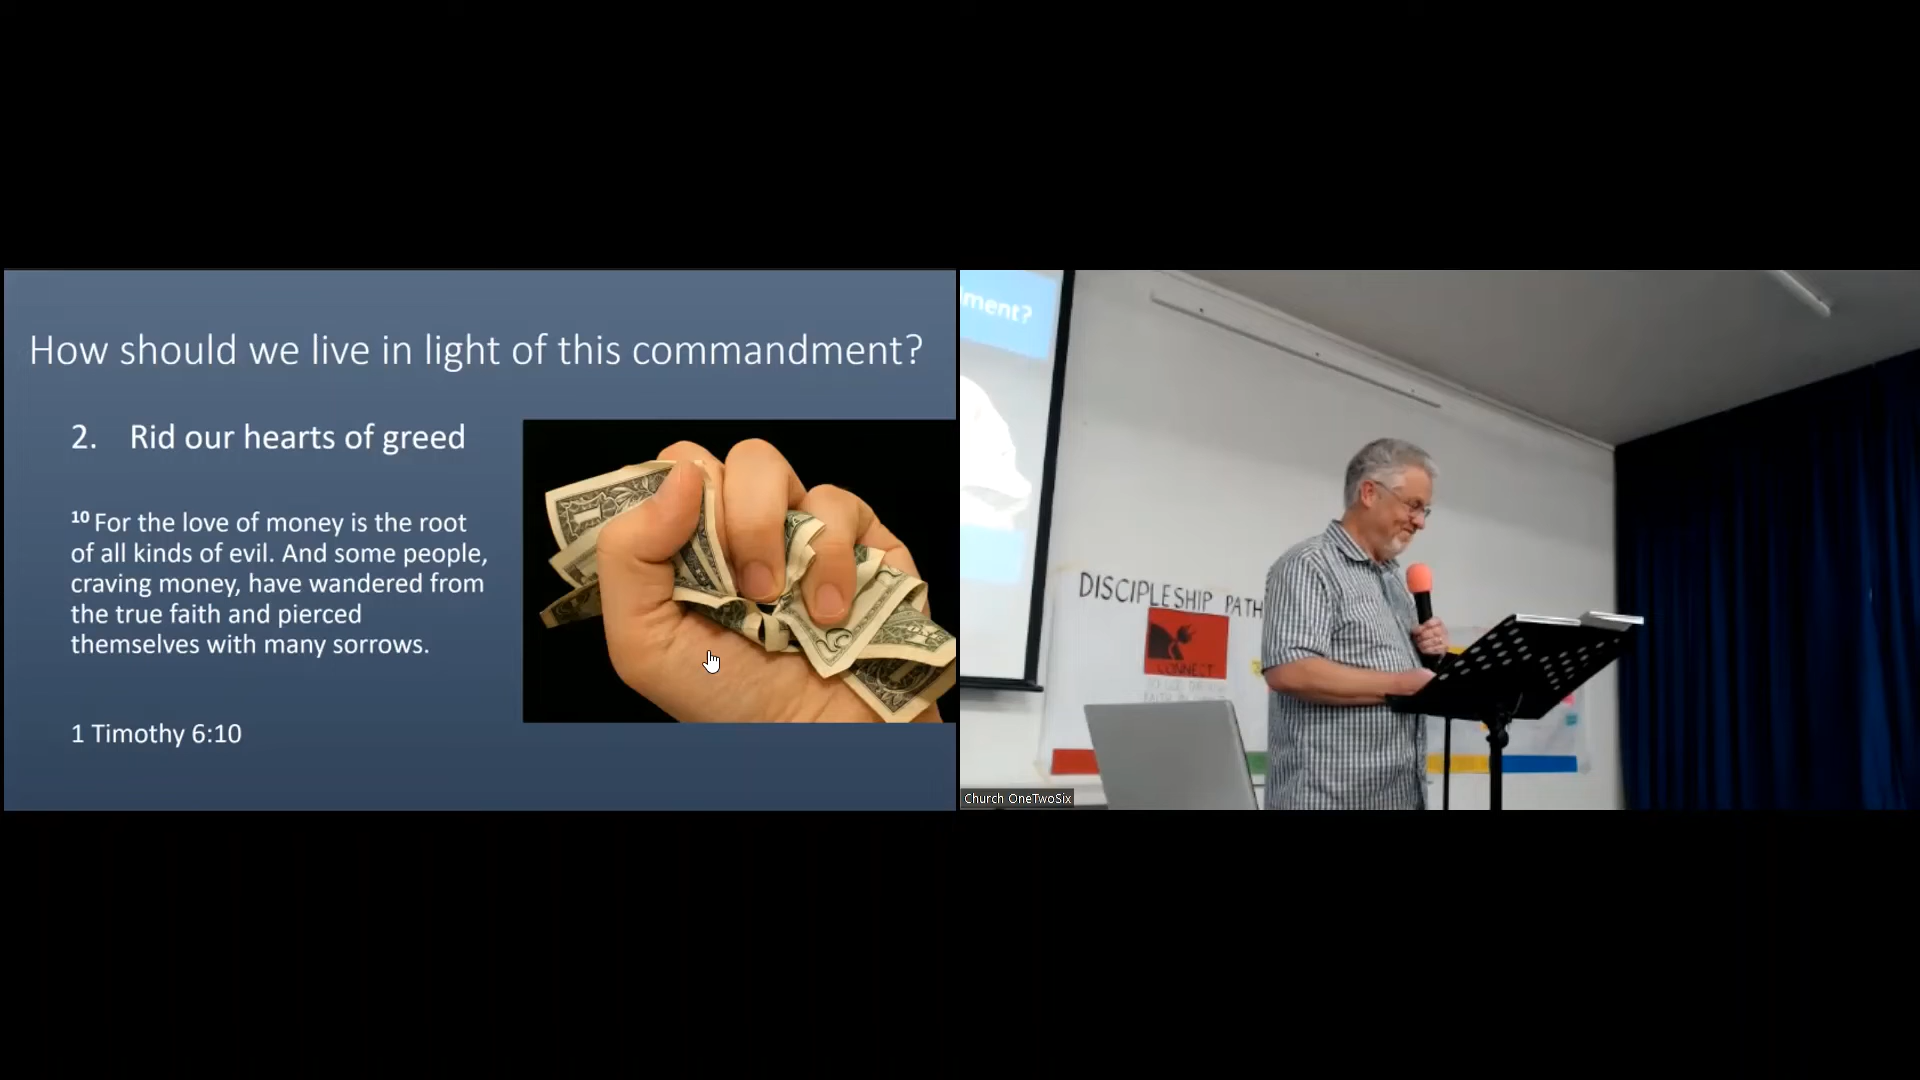 How should we live in light of this commandment?
2. Rid our hearts of greed
10 For the love of money is the root
of all kinds of evil. And some people,
craving money, have wandered from
the true faith and pierced
themselves with many sorrows.
1 Timothy 6:10
ment?
DISCIPLESHIP PATH
CONNECT
Church OneTwoSix